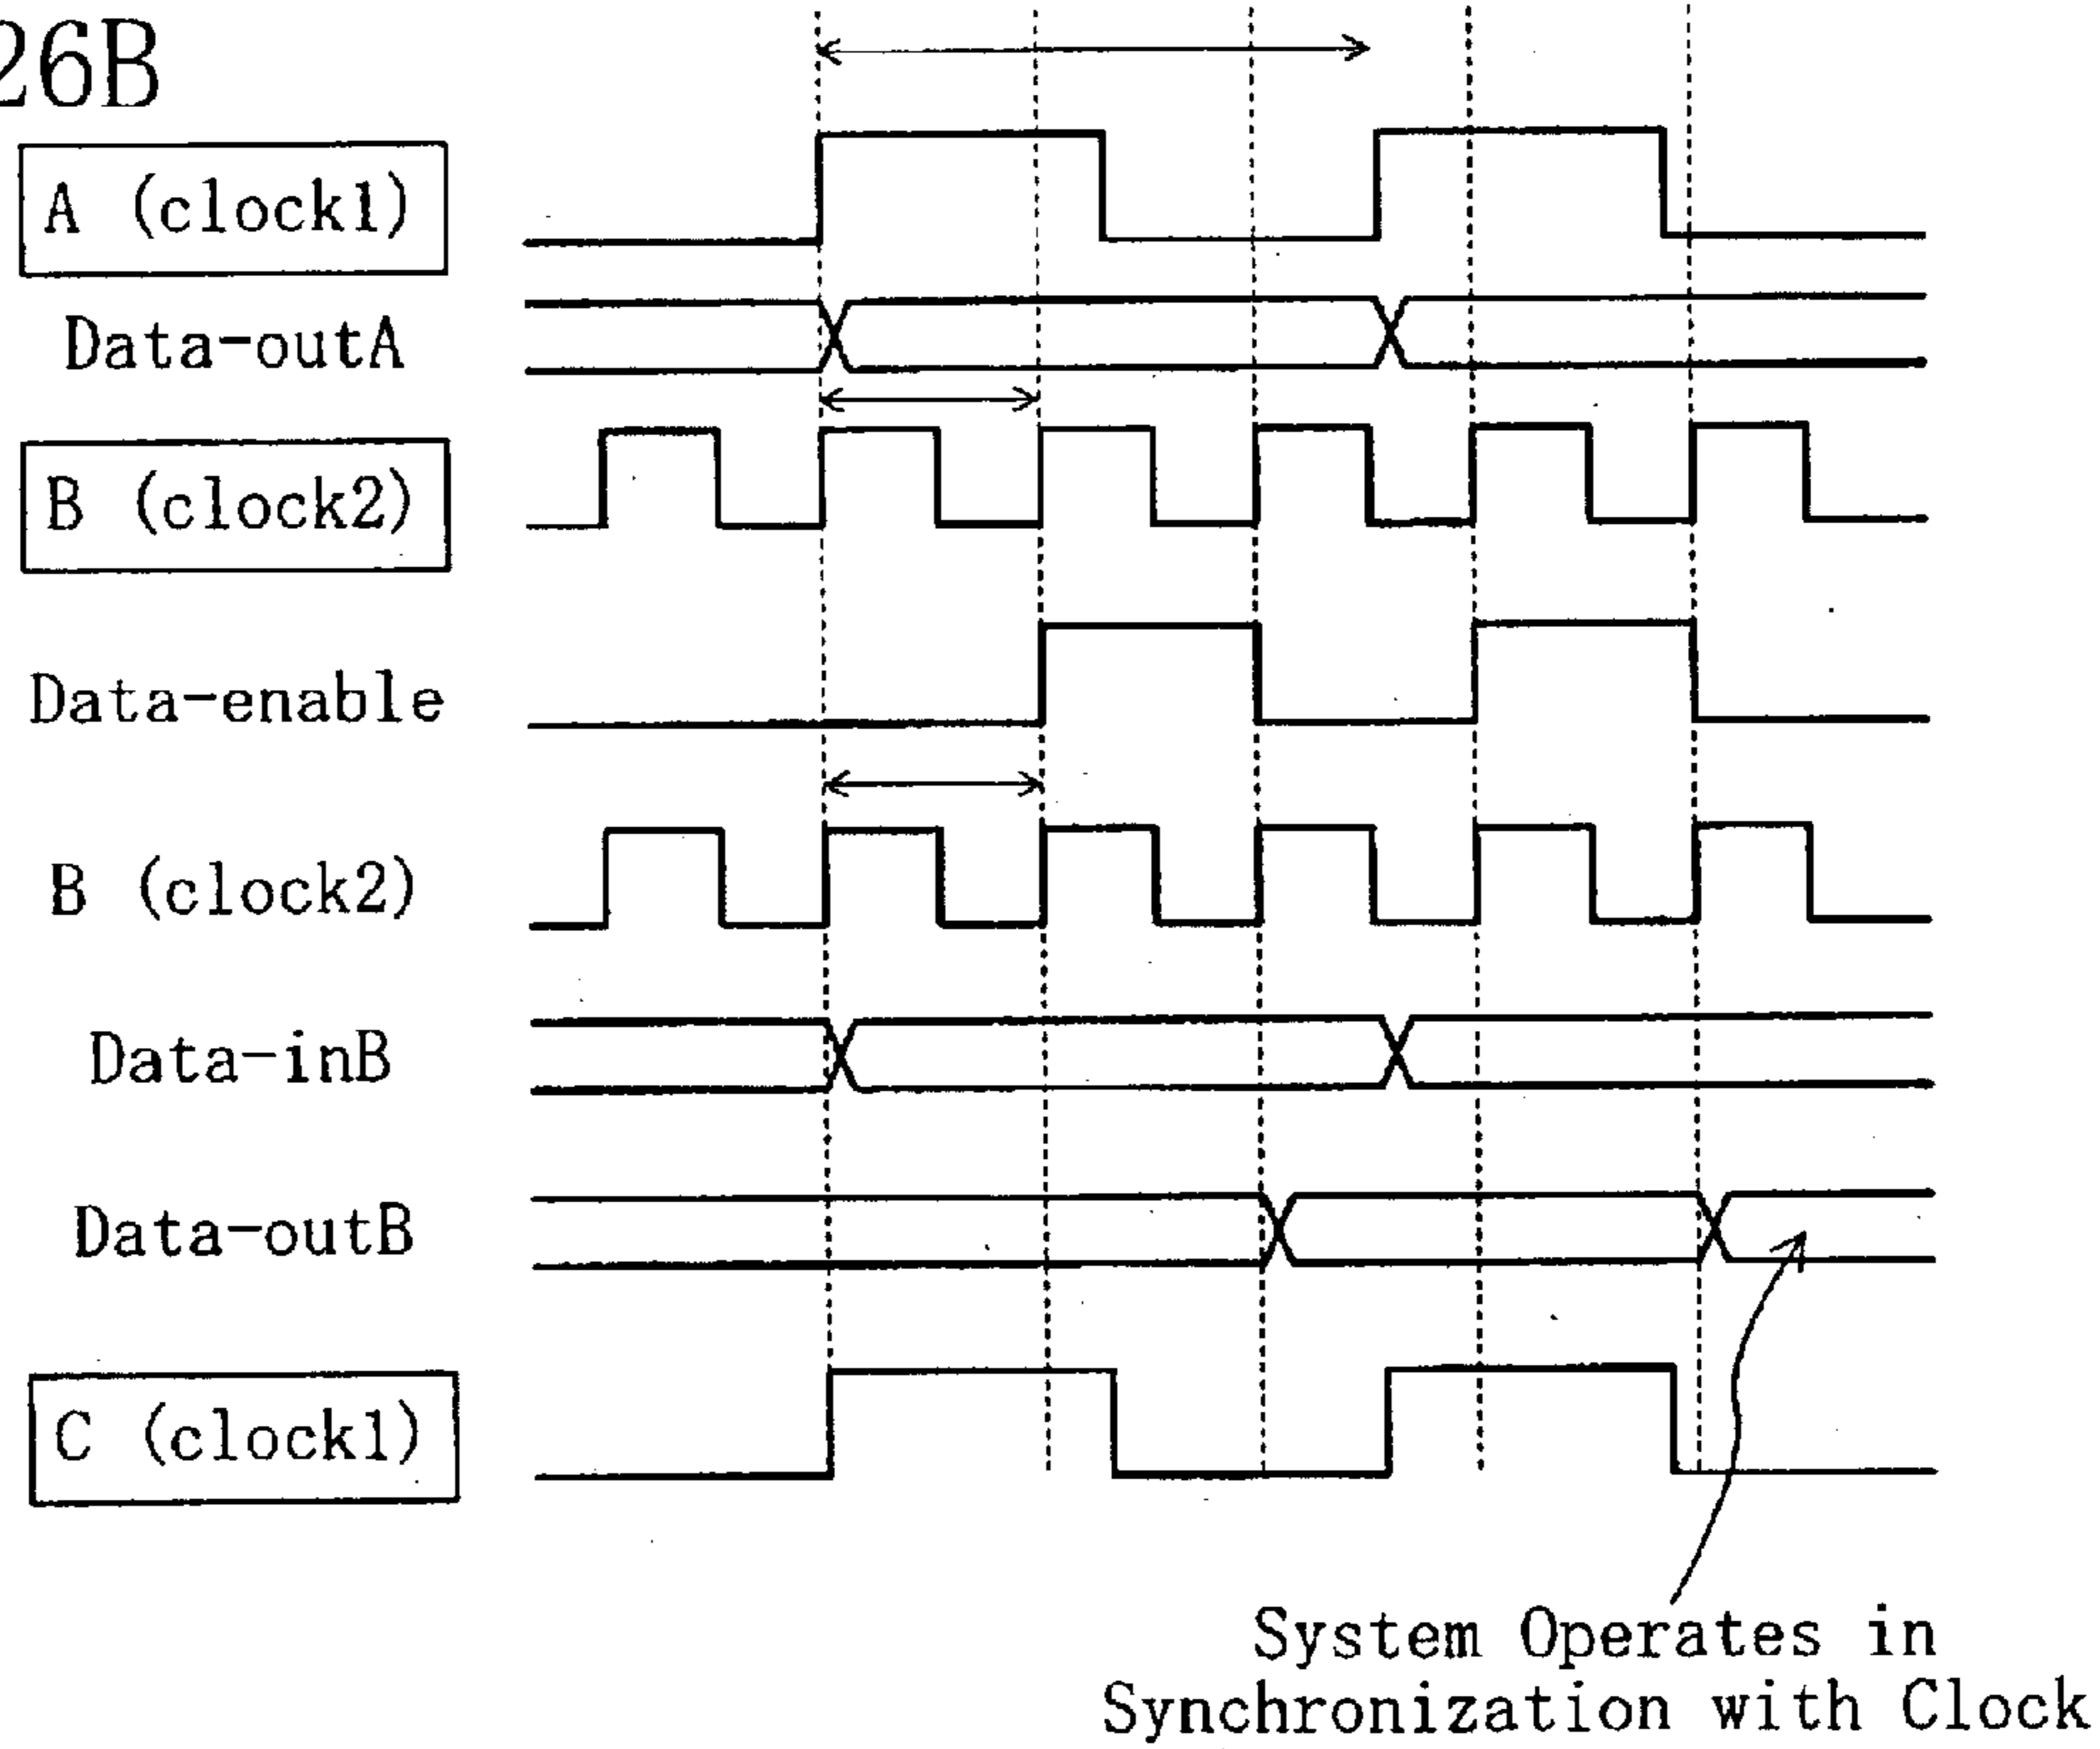 26B
A (clock1)
Data-outA
B (clock2)
Data-enable
B (clock2)
Data-inB
Data-outB
C (clock1)
System Operates in
Synchronization with Clock